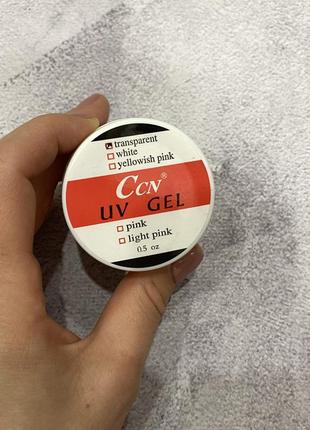 transparent
white
yellowish pink
CCN®
UV GEL
pink
light pink
0.5 oz